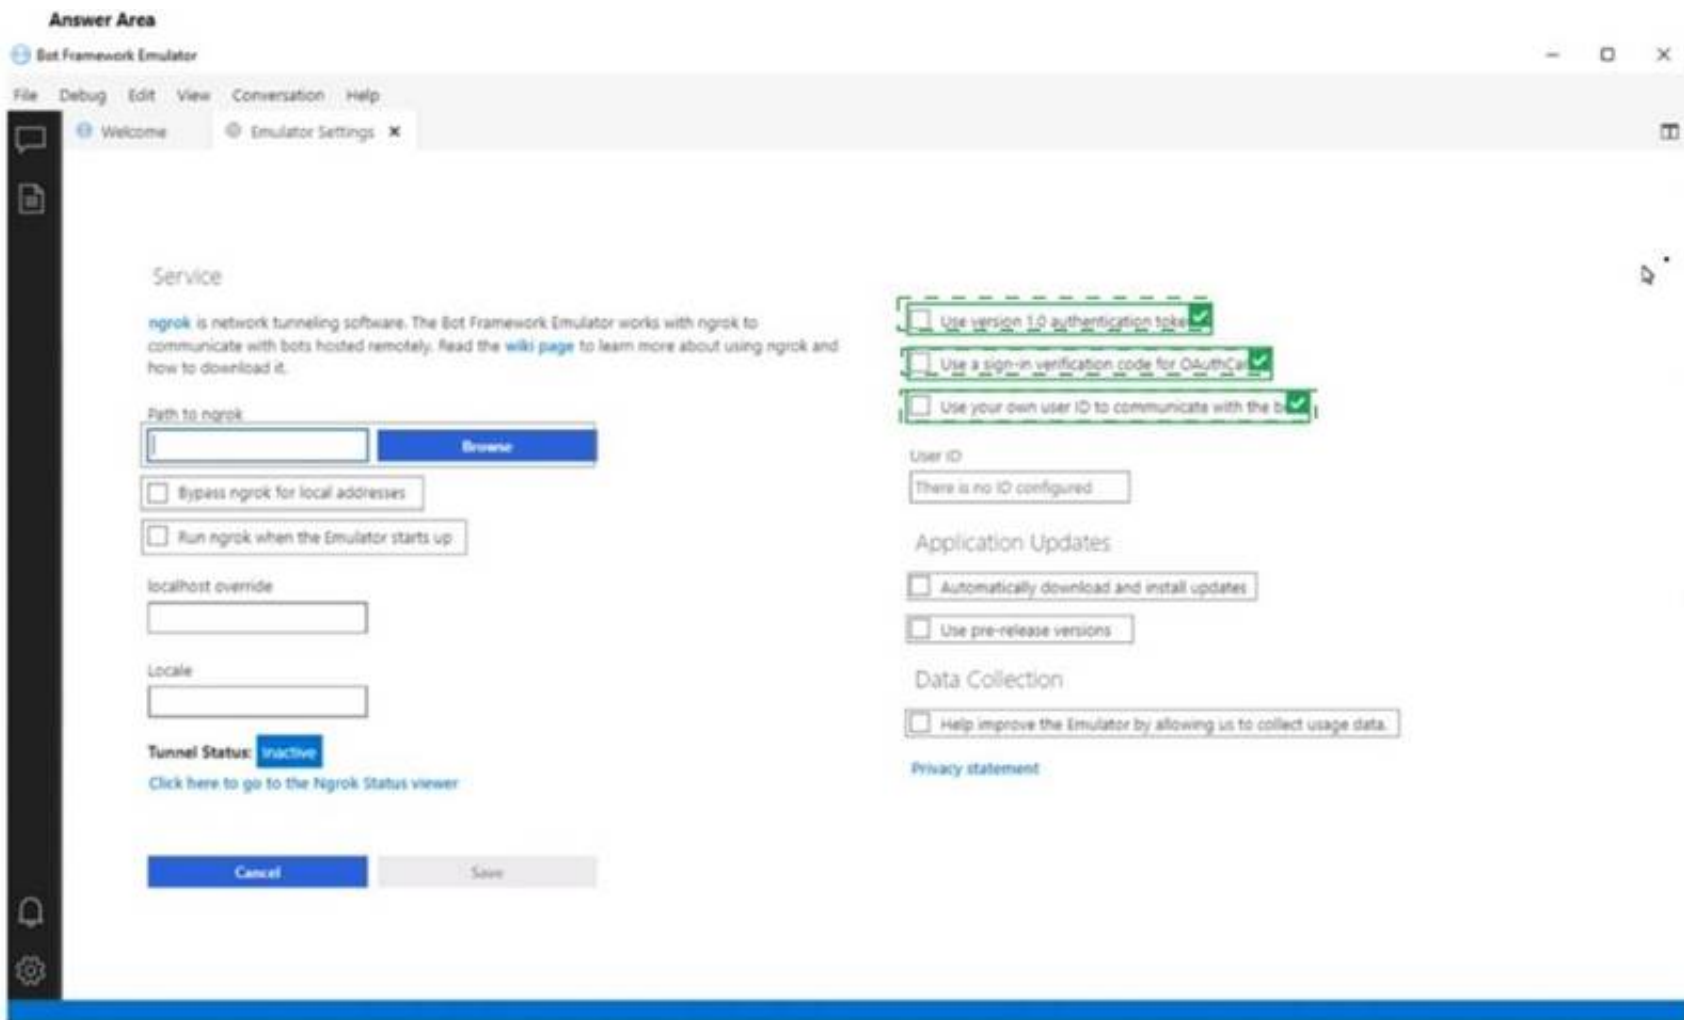 Answer Area
Bot Framework Emulator
File Debug Edit View Conversation Help
Welcome
Emulator Settings
Service
ngrok is network tunneling software. The Bot Framework Emulator works with ngrok to
communicate with bots hosted remotely. Read the wiki page to learn more about using ngrok and
how to download it.
Path to ngrok
Browse
Bypass ngrok for local addresses
Run ngrok when the Emulator starts up
localhost override
Locale
Tunnel Status: Inactive
Click here to go to the Ngrok Status viewer
Cancel
Save
Use version 1.0 authentication
Use a sign-in verification code for
Use your own user ID to communicate with the
User ID
There is no ID configured
Application Updates
Automatically download and install updates
Use pre-release versions
Data Collection
Help improve the Emulator by allowing us to collect usage data.
Privacy statement